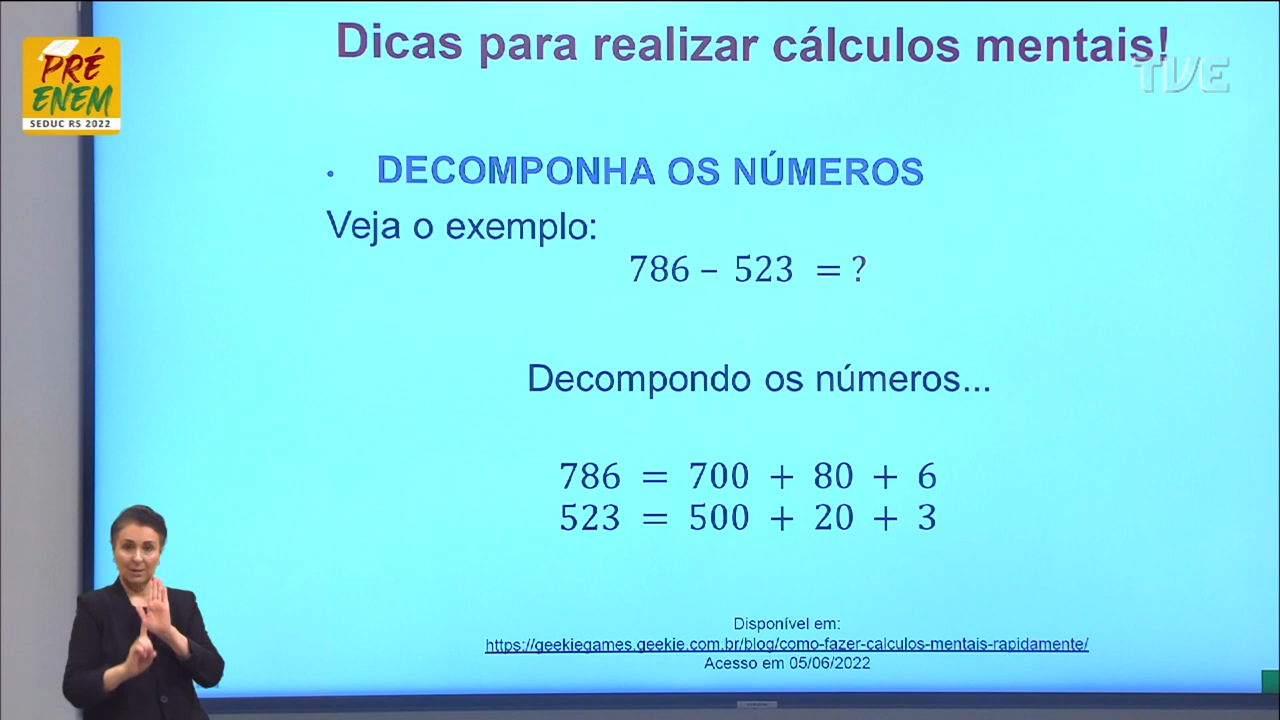 Dicas para realizar cálculos mentais!
TVE
PRÉ
ENEM
SEDUC RS 2022
• DECOMPONHA OS NÚMEROS
Veja o exemplo:
786 – 523 = ?
Decompondo os números...
786 = 700 + 80 + 6
523 = 500 + 20 + 3
Disponível em:
https://geekiegames.geekie.com.br/blog/como-fazer-calculos-mentais-rapidamente/
Acesso em 05/06/2022